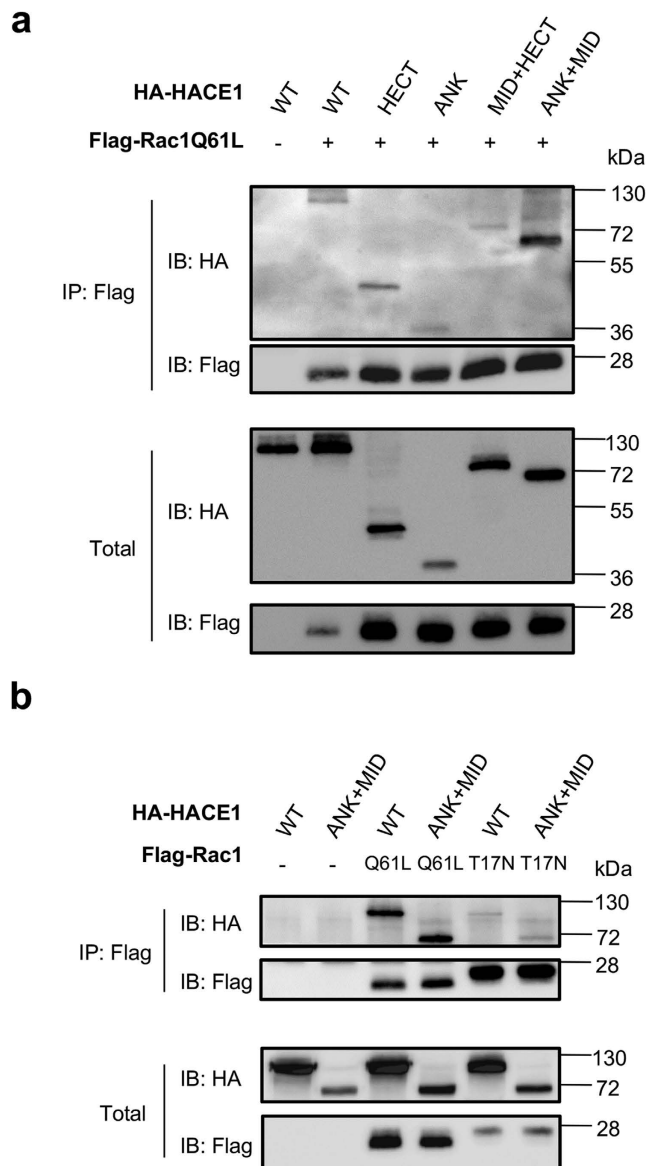 a
HA-HACE1 WT WT HECT ANK MID+HECT ANK+MID
Flag-Rac1Q61L - + + + + +
kDa
130
72
IB: HA
55
IP: Flag
36
28
IB: Flag
130
72
IB: HA
55
Total
36
28
IB: Flag
b
HA-HACE1 WT ANK+MID WT ANK+MID WT ANK+MID
Flag-Rac1 - - Q61L Q61L T17N T17N
kDa
130
IB: HA
72
IP: Flag
28
IB: Flag
130
IB: HA
72
Total
28
IB: Flag